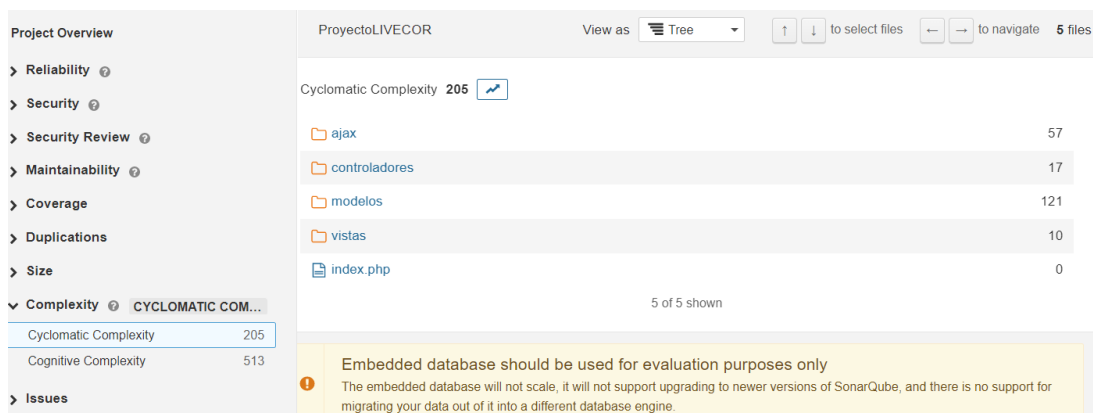 Project Overview
Reliability
Security
Security Review
Maintainability
Coverage
Duplications
Size
Complexity CYCLOMATIC COM...
Cyclomatic Complexity 205
Cognitive Complexity 513
Issues
ProyectoLIVECOR View as Tree ↑ ↓ to select files ← → to navigate 5 files
Cyclomatic Complexity 205
ajax 57
controladores 17
modelos 121
vistas 10
index.php 0
5 of 5 shown
Embedded database should be used for evaluation purposes only
The embedded database will not scale, it will not support upgrading to newer versions of SonarQube, and there is no support for
migrating your data out of it into a different database engine.